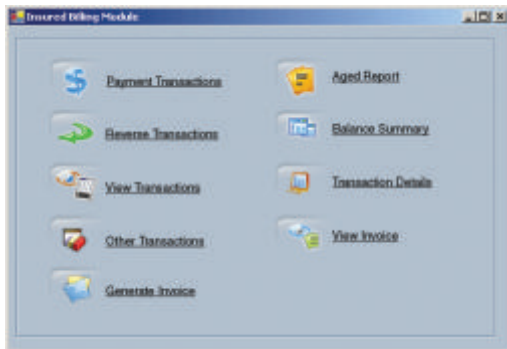 Insured Billing Module
Payment Transactions
Reverse Transactions
View Transactions
Other Transactions
Generate Invoice
Aged Report
Balance Summary
Transaction Details
View Invoice